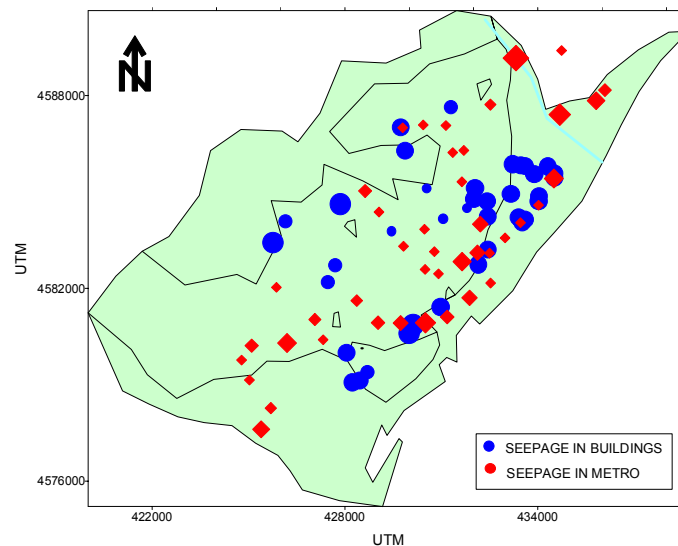 N
4588000
4582000
4576000
UTM
SEEPAGE IN BUILDINGS
SEEPAGE IN METRO
422000
428000
434000
UTM